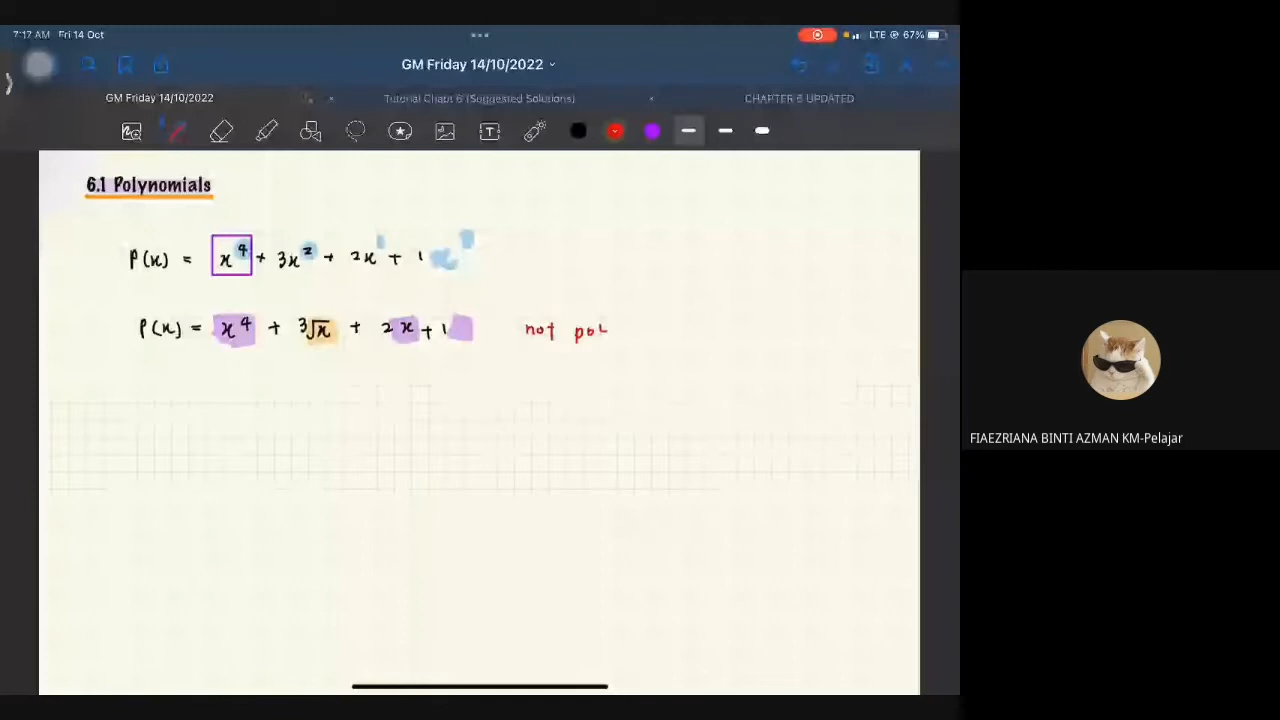 7:17 AM Fri 14 Oct
LTE 67%
GM Friday 14/10/2022
GM Friday 14/10/2022 Tutorial Chapt 6 (Suggested Solutions) CHAPTER 6 UPDATED
6.1 Polynomials
P(x) = x⁴ + 3x² + 2x¹ + 1
P(x) = x⁴ + 3√x + 2x + 1 not pol
FIAEZRIANA BINTI AZMAN KM-Pelajar